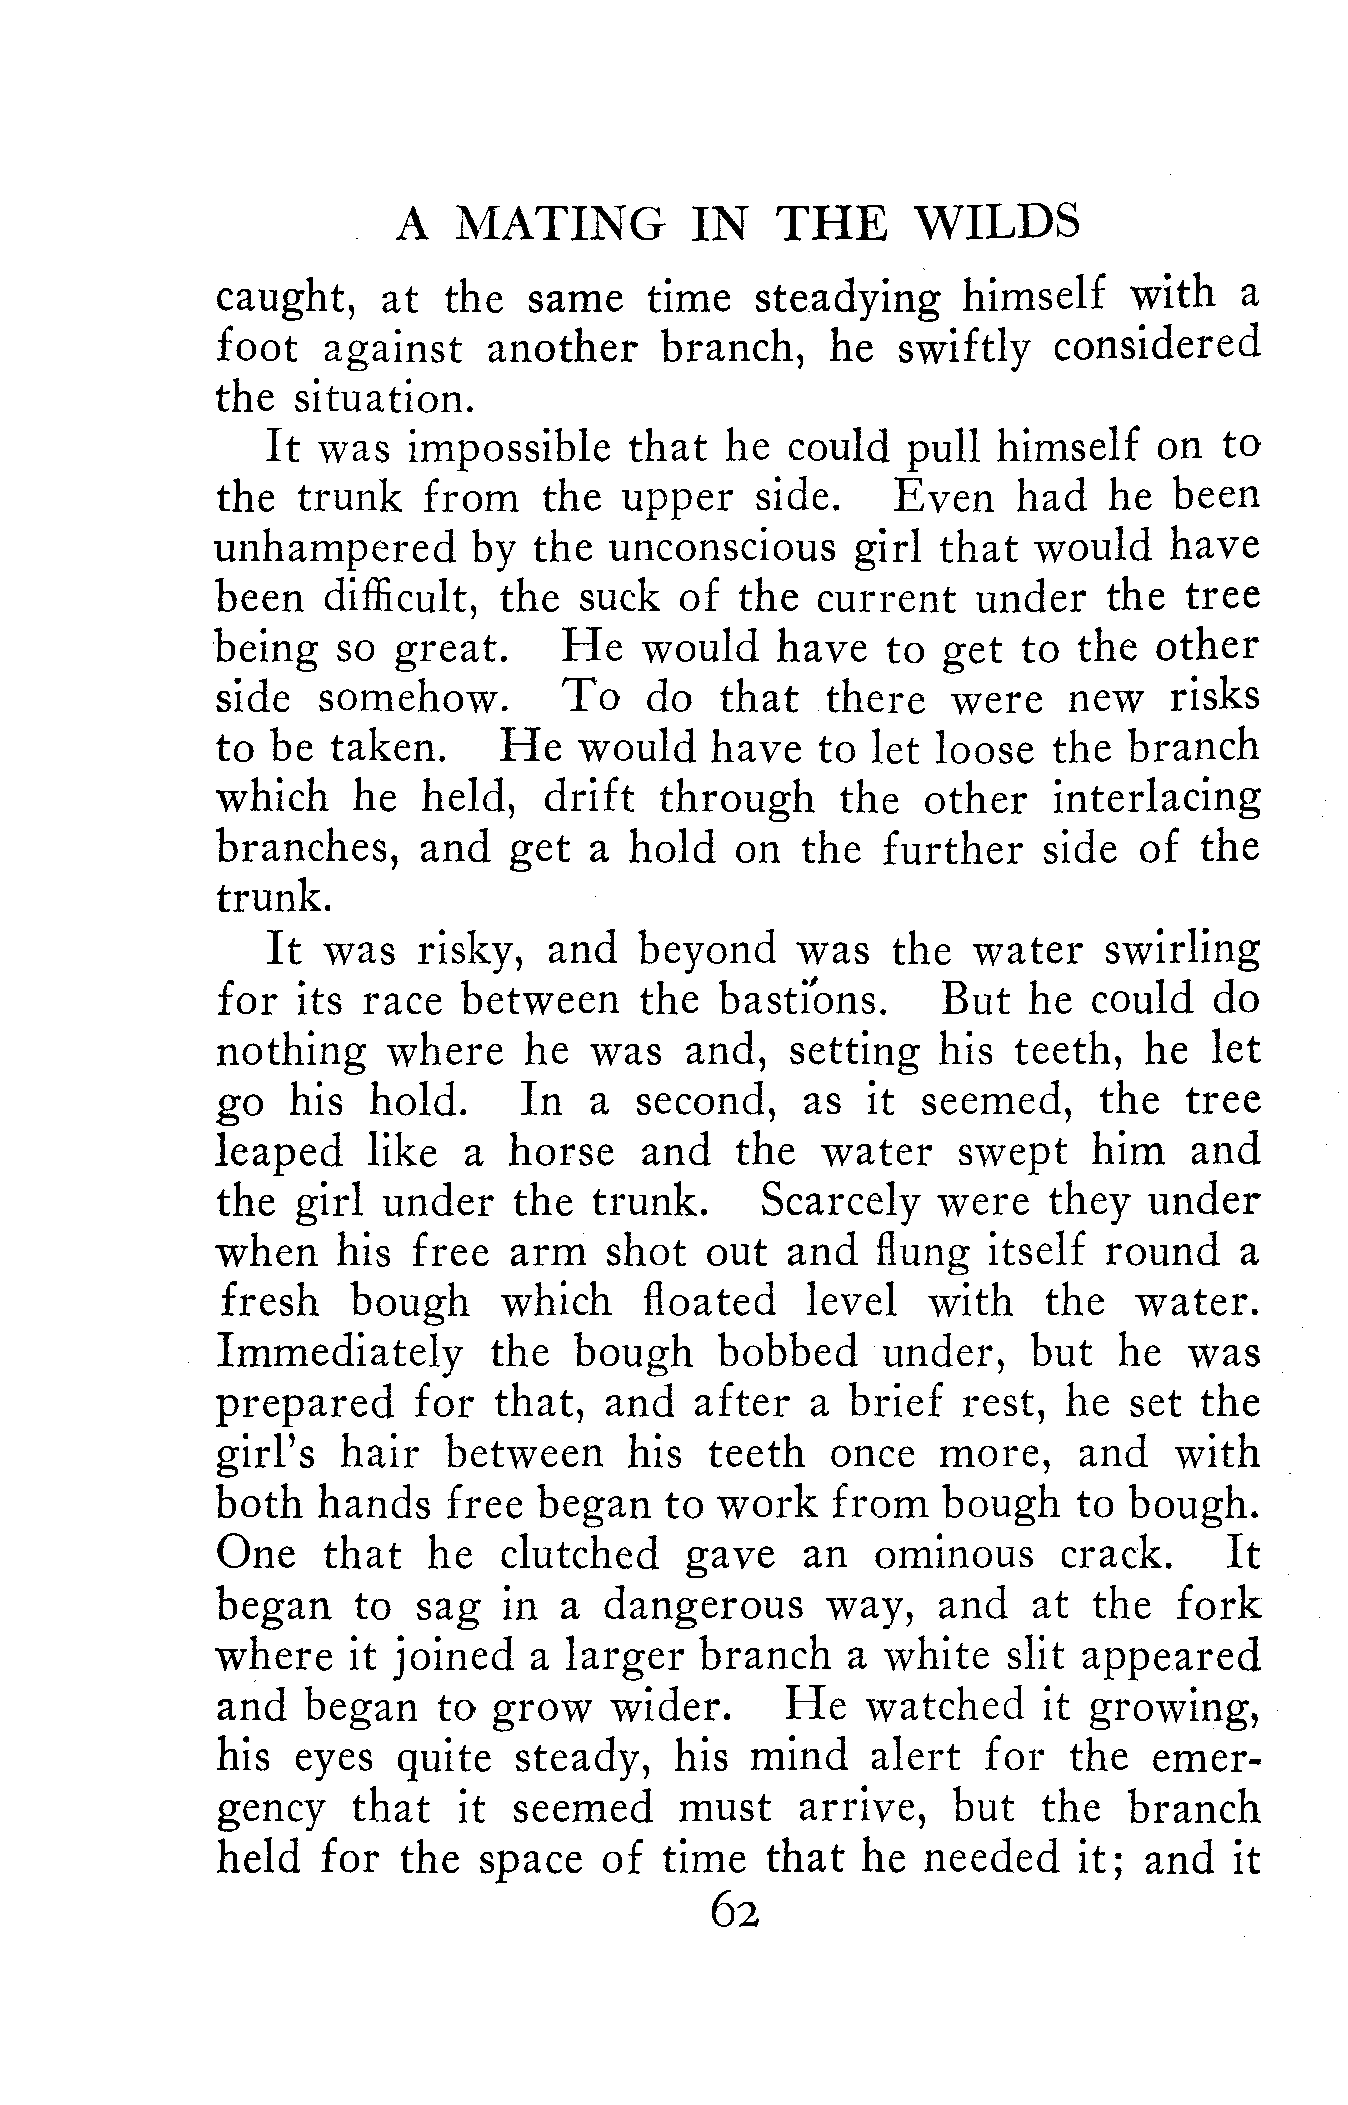 A MATING IN THE WILDS
caught, at the same time steadying himself with a
foot against another branch, he swiftly considered
the situation.
It was impossible that he could pull himself on to
the trunk from the upper side. Even had he been
unhampered by the unconscious girl that would have
been difficult, the suck of the current under the tree
being so great. He would have to get to the other
side somehow. To do that there were new risks
to be taken. He would have to let loose the branch
which he held, drift through the other interlacing
branches, and get a hold on the further side of the
trunk.
It was risky, and beyond was the water swirling
for its race between the bastions. But he could do
nothing where he was and, setting his teeth, he let
go his hold. In a second, as it seemed, the tree
leaped like a horse and the water swept him and
the girl under the trunk. Scarcely were they under
when his free arm shot out and flung itself round a
fresh bough which floated level with the water.
Immediately the bough bobbed under, but he was
prepared for that, and after a brief rest, he set the
girl's hair between his teeth once more, and with
both hands free began to work from bough to bough.
One that he clutched gave an ominous crack. It
began to sag in a dangerous way, and at the fork
where it joined a larger branch a white slit appeared
and began to grow wider. He watched it growing,
his eyes quite steady, his mind alert for the emer-
gency that it seemed must arrive, but the branch
held for the space of time that he needed it; and it
62